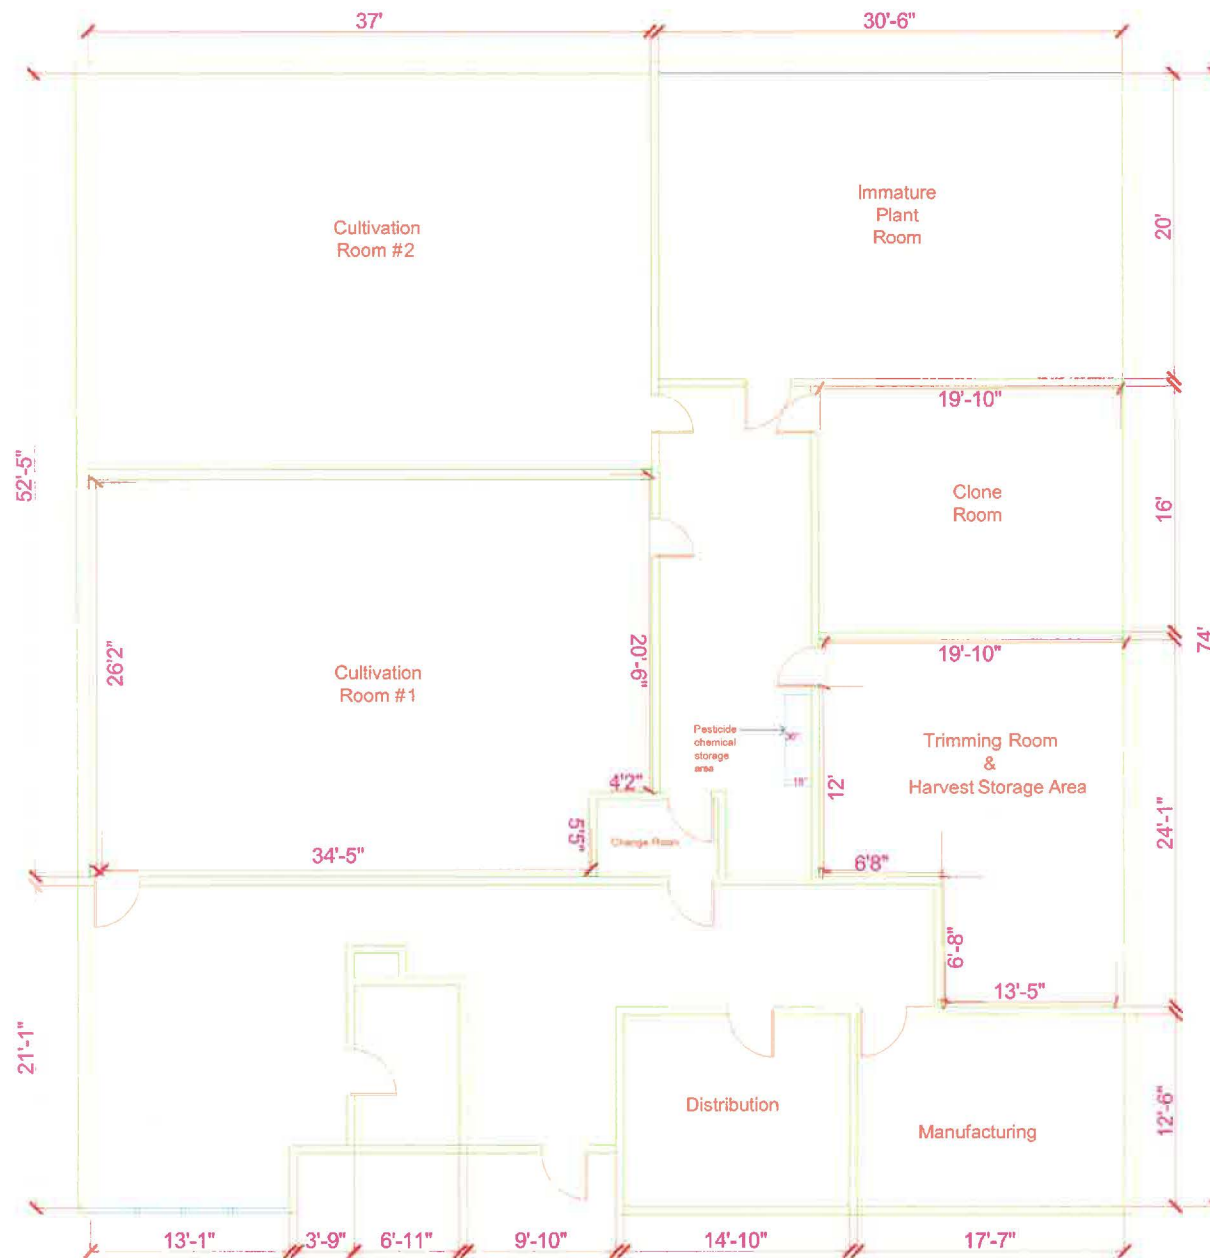 37'
30'-6"
Cultivation
Room #2
Immature
Plant
Room
20'
52'-5"
19'-10"
Clone
Room
16'
74'
26'2"
Cultivation
Room #1
20'-9"
19'-10"
Pesticide
chemical
storage
area
18"
Trimming Room
&
Harvest Storage Area
12'
24'-1"
4'2"
5'5"
Change Room
34'-5"
6'8"
6'-8"
13'-5"
21'-1"
Distribution
Manufacturing
12'-6"
13'-1"
3'-9"
6'-11"
9'-10"
14'-10"
17'-7"